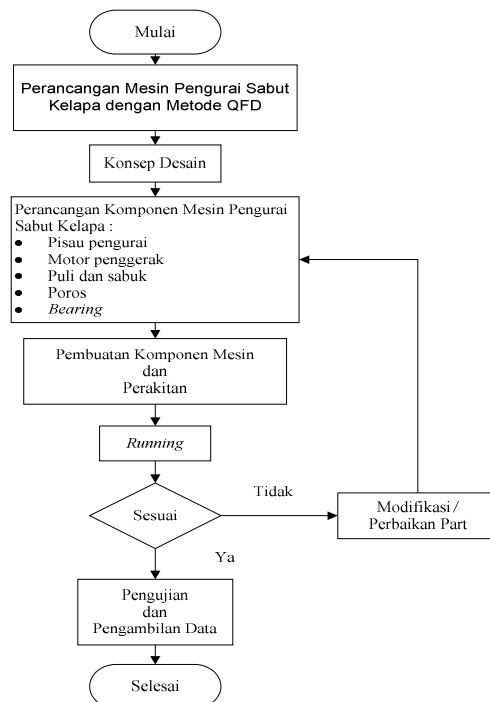 Mulai
Perancangan Mesin Pengurai Sabut
Kelapa dengan Metode QFD
Konsep Desain
Perancangan Komponen Mesin Pengurai
Sabut Kelapa :
● Pisau pengurai
● Motor penggerak
● Puli dan sabuk
● Poros
● Bearing
Pembuatan Komponen Mesin
dan
Perakitan
Running
Sesuai
Tidak
Modifikasi /
Perbaikan Part
Ya
Pengujian
dan
Pengambilan Data
Selesai